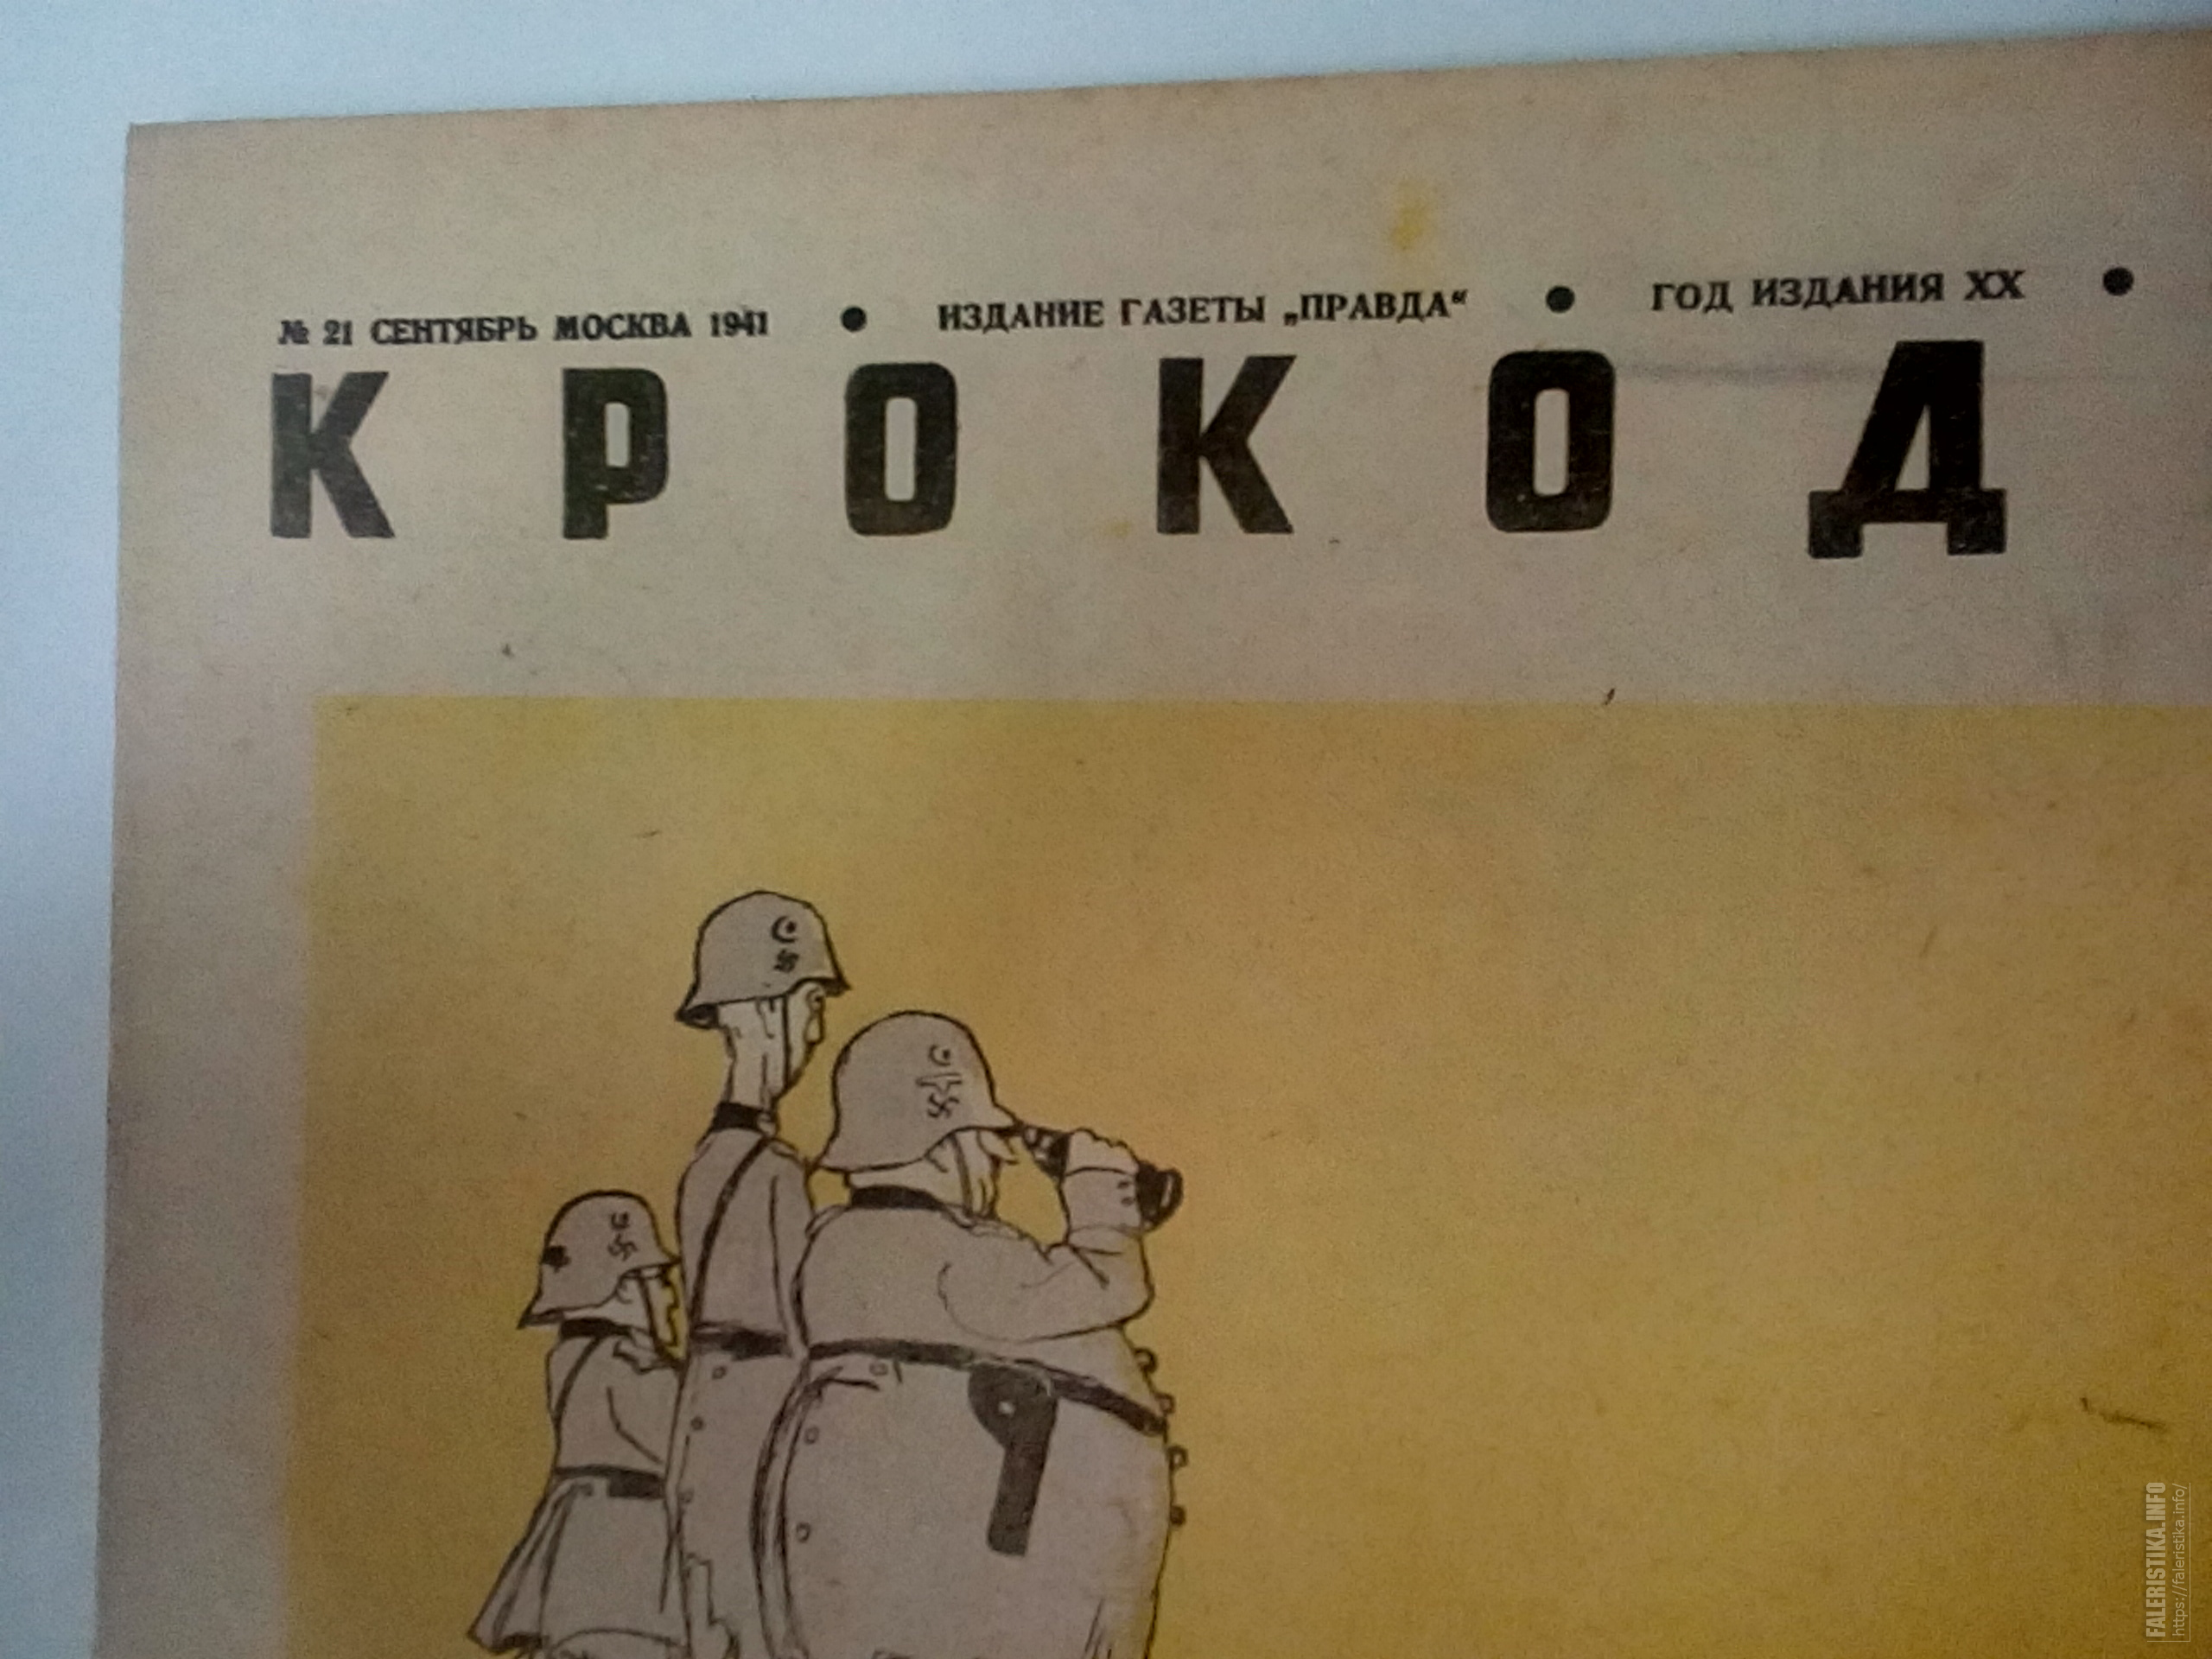 № 21 СЕНТЯБРЬ МОСКВА 1941 • ИЗДАНИЕ ГАЗЕТЫ „ПРАВДА“ • ГОД ИЗДАНИЯ XX •
КРОКОД
FALERISTIKA.INFO
https://faleristika.info/